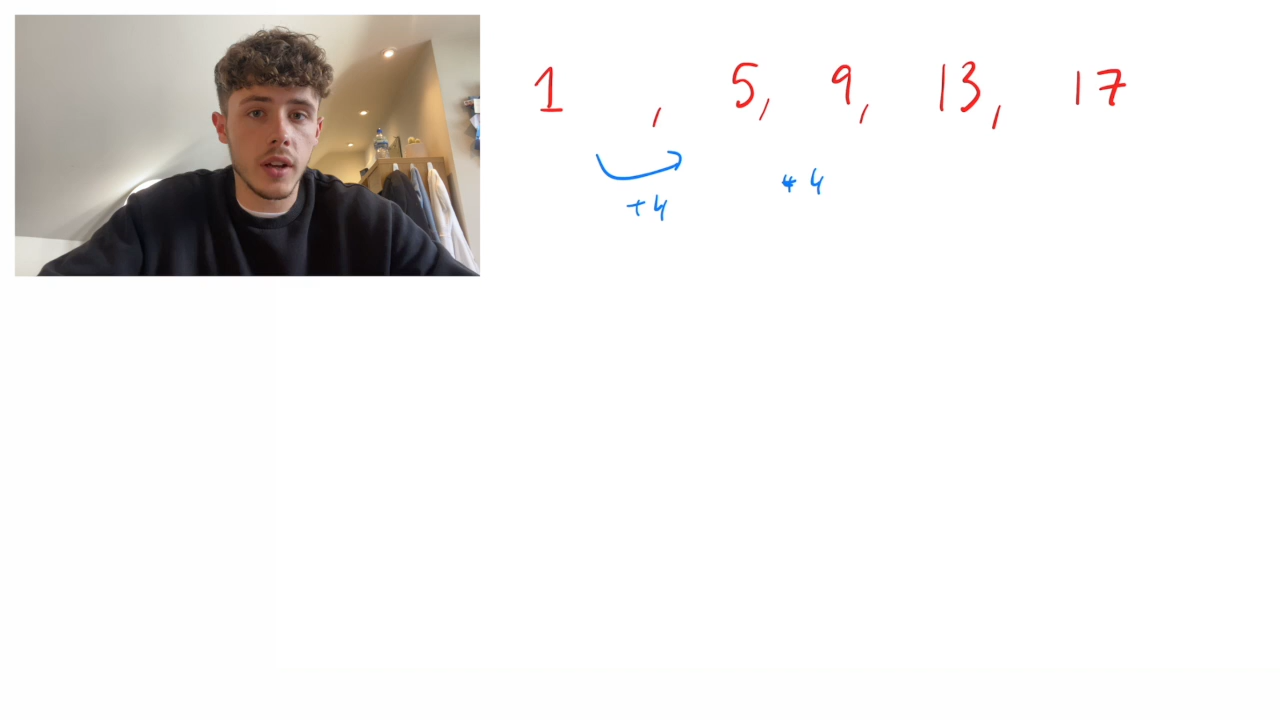 1 , 5, 9, 13, 17
+4 +4